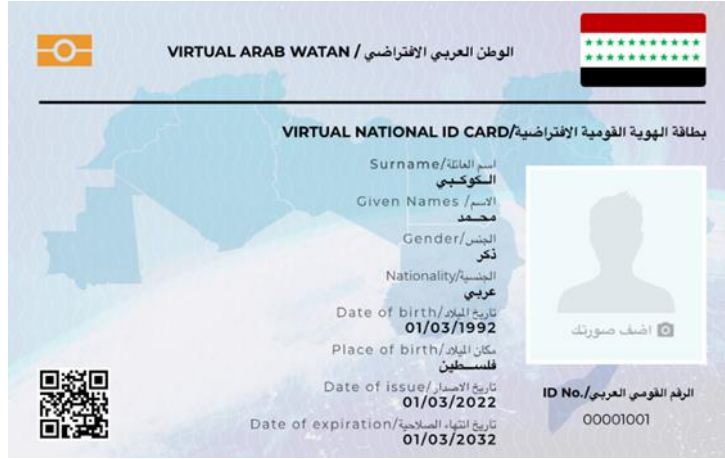 الوطن العربي الافتراضي / VIRTUAL ARAB WATAN
بطاقة الهوية القومية الافتراضية/VIRTUAL NATIONAL ID CARD
اسم العائلة/Surname
الـكوكـبي
الاسم/ Given Names
محـمد
الجنس/Gender
ذكر
الجنسية/Nationality
عربي
تاريخ الميلاد/Date of birth
01/03/1992
مكان الميلاد/Place of birth
فلسـطين
تاريخ الاصدار/Date of issue
01/03/2022
تاريخ انتهاء الصلاحية/Date of expiration
01/03/2032
اضف صورتك
الرقم القومي العربي/.ID No
00001001